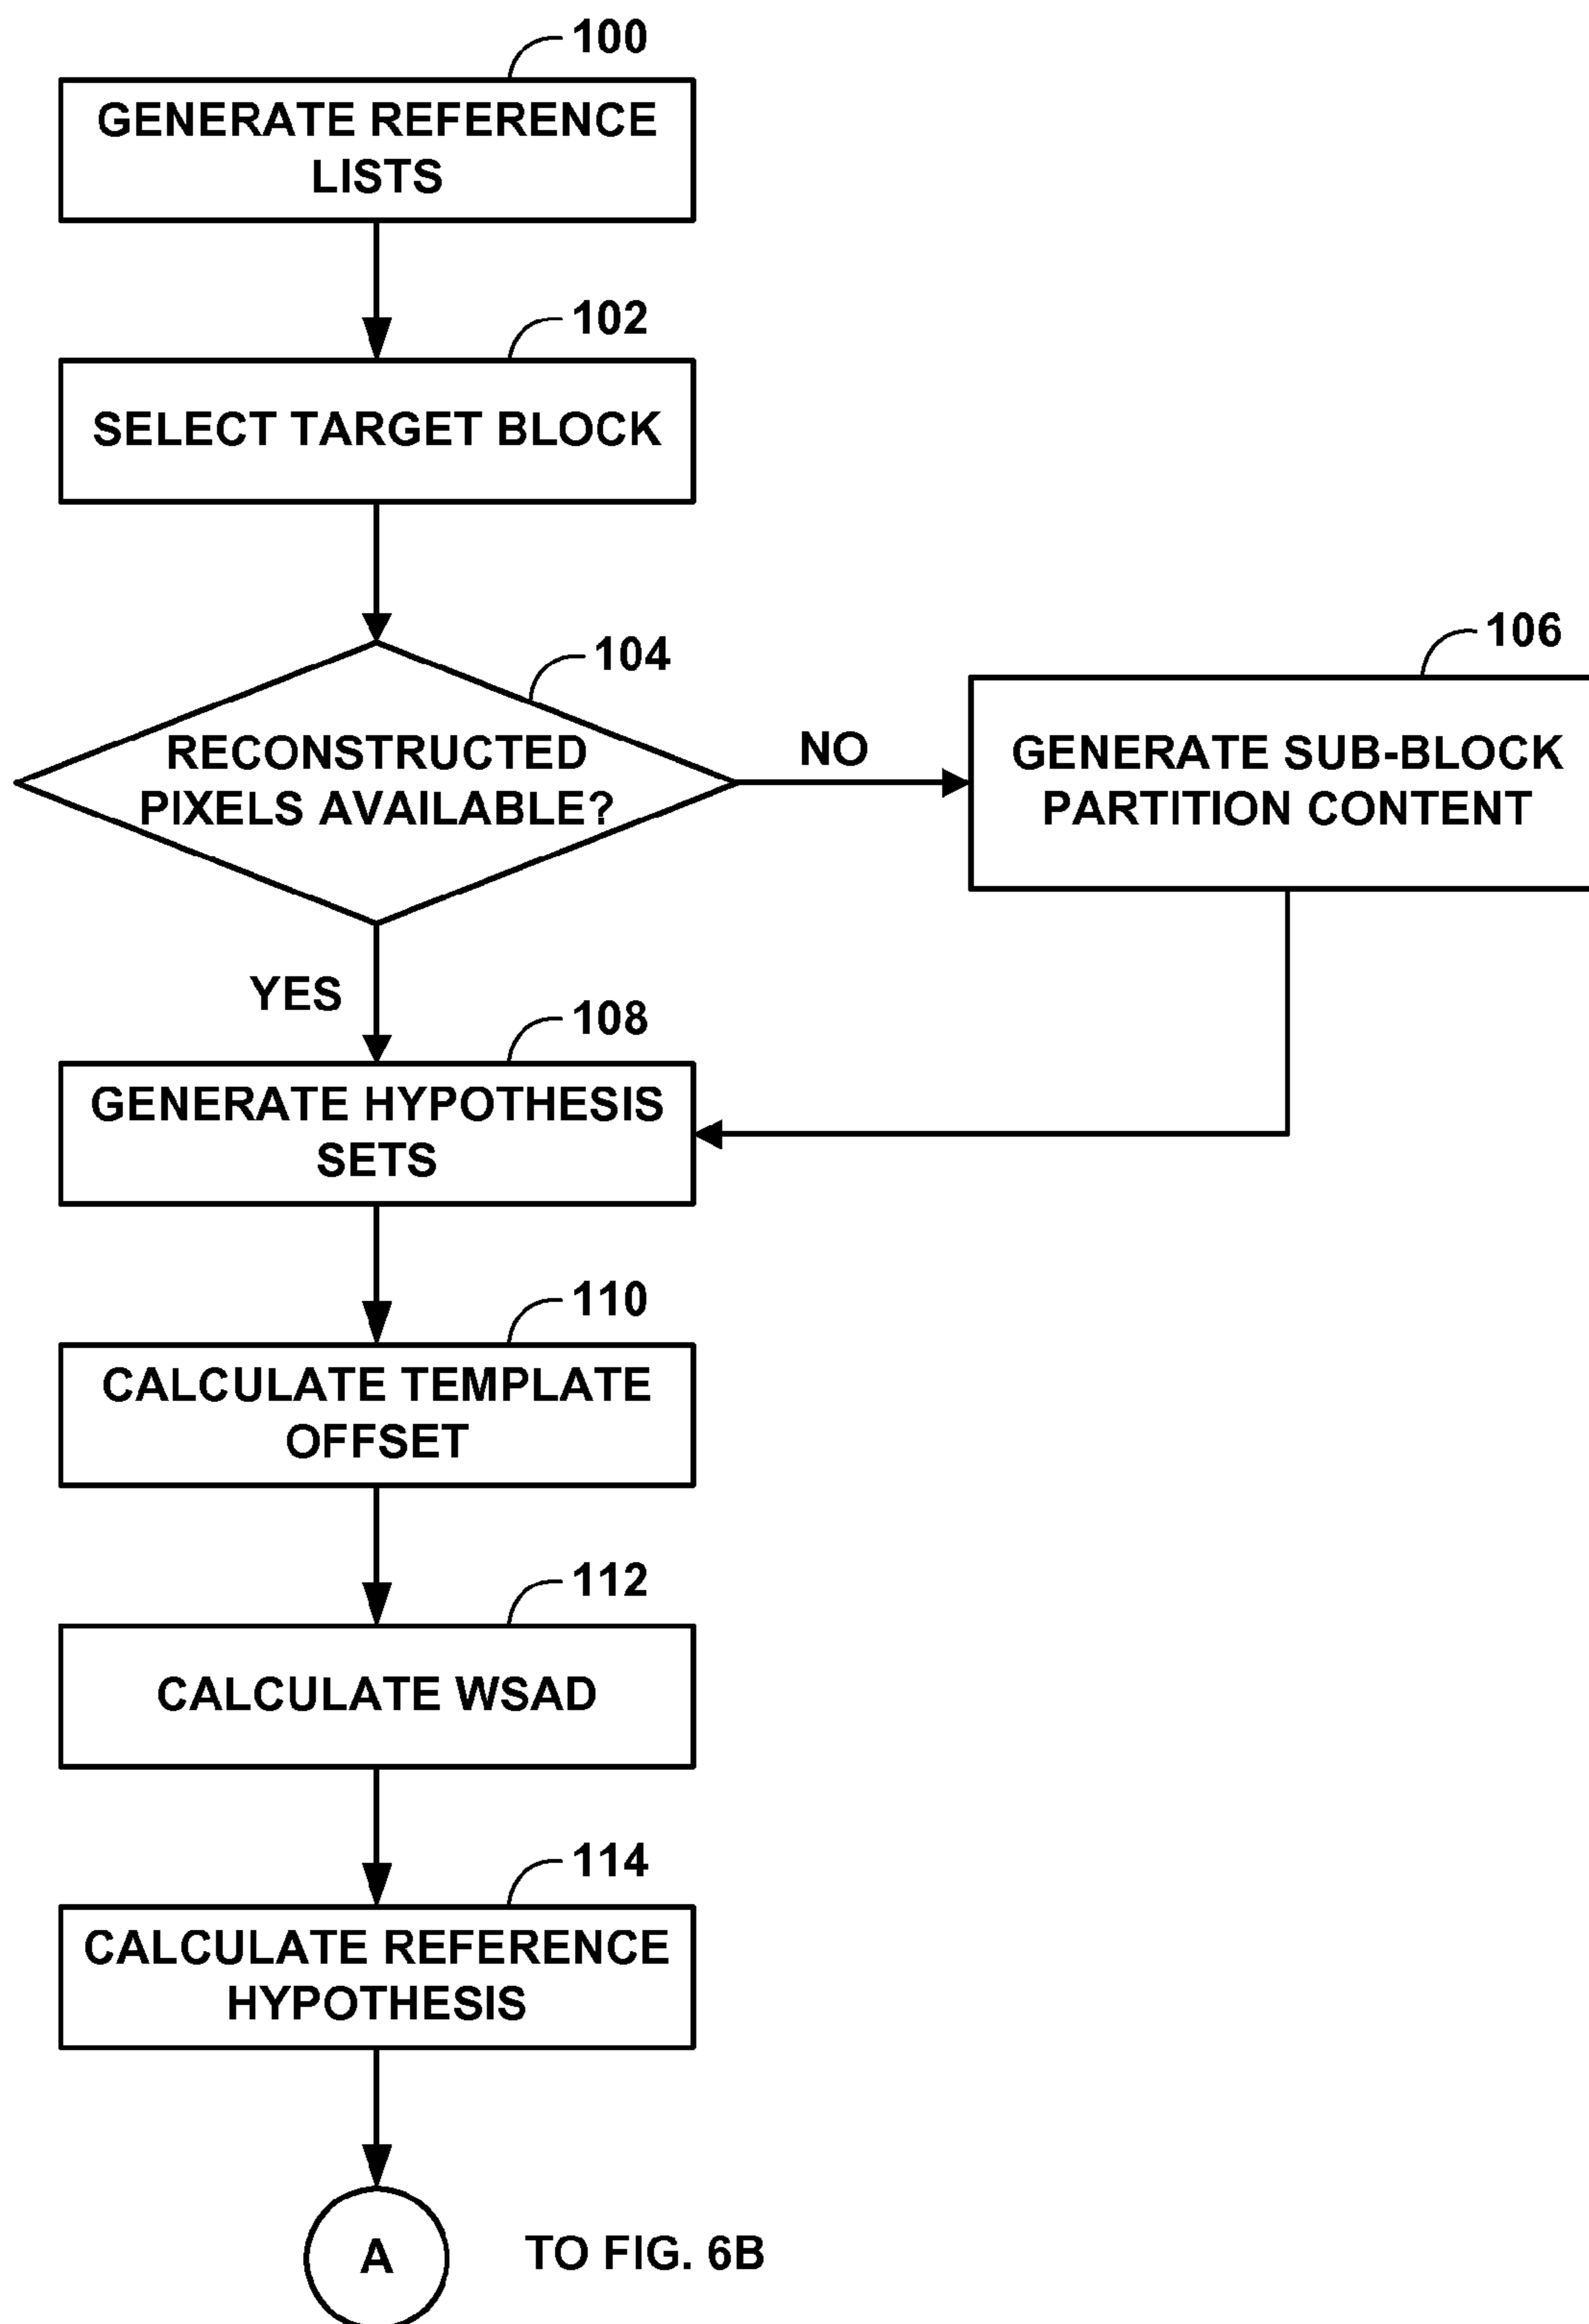 100
GENERATE REFERENCE
LISTS
102
SELECT TARGET BLOCK
104
RECONSTRUCTED
PIXELS AVAILABLE?
NO
106
GENERATE SUB-BLOCK
PARTITION CONTENT
YES
108
GENERATE HYPOTHESIS
SETS
110
CALCULATE TEMPLATE
OFFSET
112
CALCULATE WSAD
114
CALCULATE REFERENCE
HYPOTHESIS
A
TO FIG. 6B